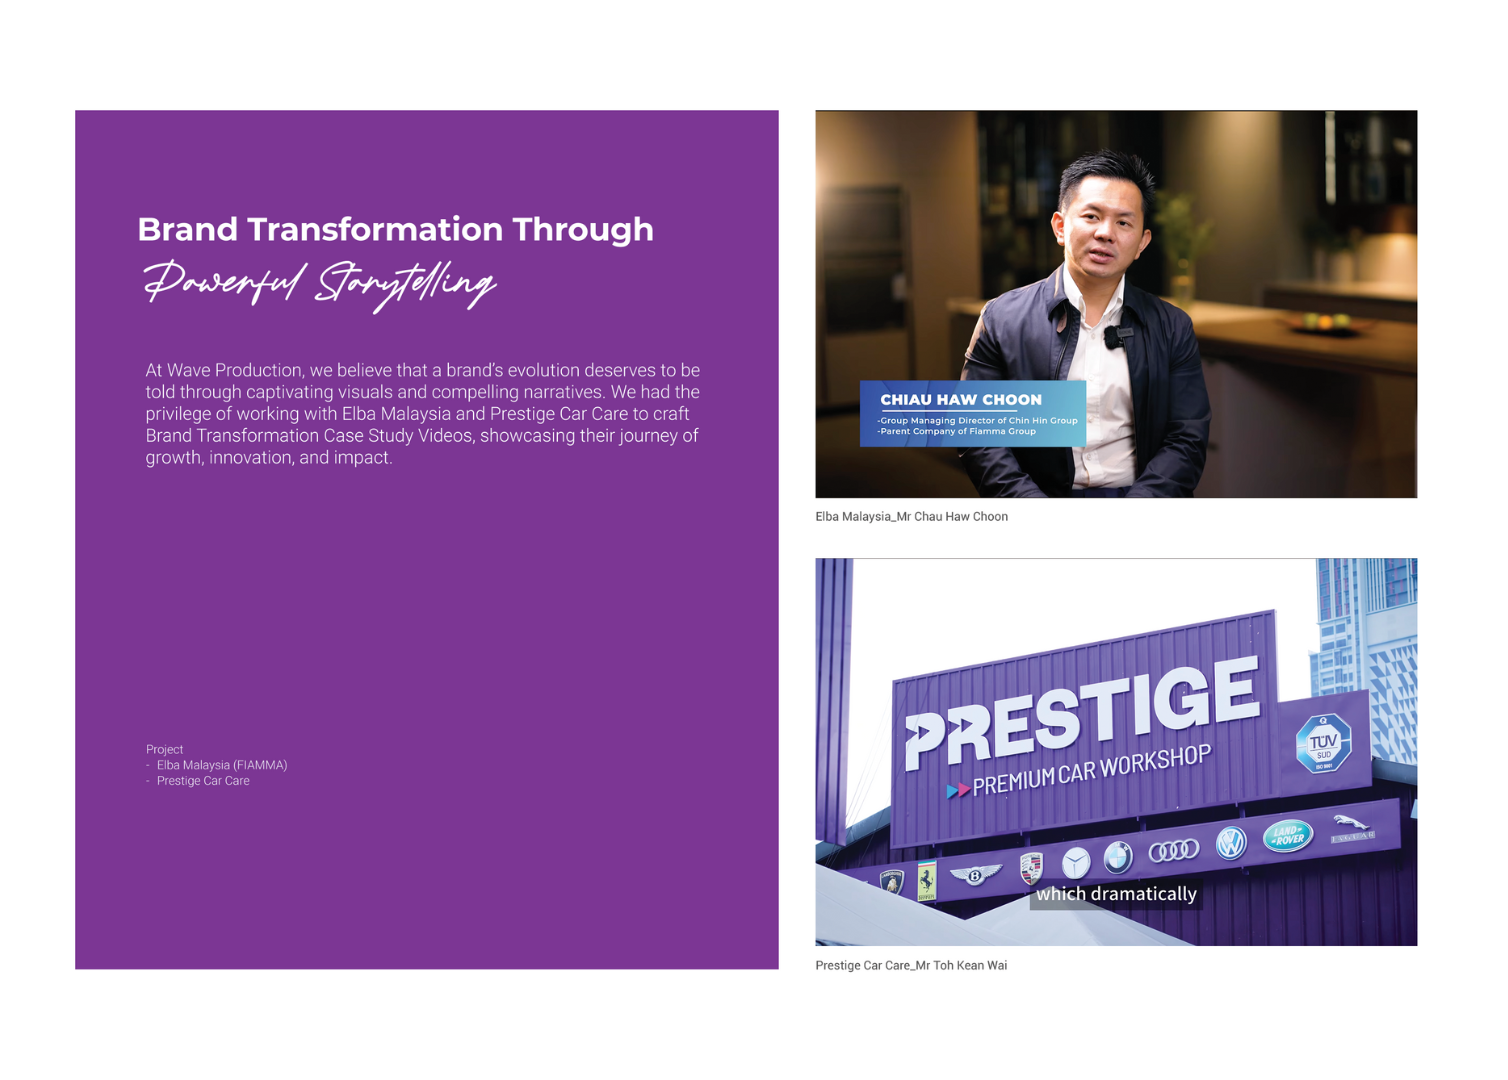 Brand Transformation Through
Powerful Storytelling
At Wave Production, we believe that a brand's evolution deserves to be
told through captivating visuals and compelling narratives. We had the
privilege of working with Elba Malaysia and Prestige Car Care to craft
Brand Transformation Case Study Videos, showcasing their journey of
growth, innovation, and impact.
Project
- Elba Malaysia (FIAMMA)
- Prestige Car Care
CHIAU HAW CHOON
-Group Managing Director of Chin Hin Group
-Parent Company of Fiamma Group
Elba Malaysia_Mr Chau Haw Choon
PRESTIGE
PREMIUM CAR WORKSHOP
TÜV
SUD
ISO 9001
LAND-
ROVER
JAGUAR
which dramatically
Prestige Car Care_Mr Toh Kean Wai